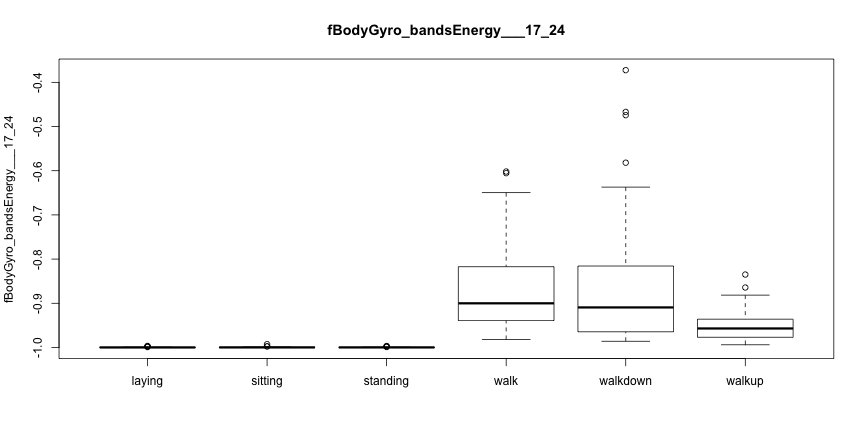 fBodyGyro_bandsEnergy___17_24
fBodyGyro_bandsEnergy___17_24
-0.4
-0.5
-0.6
-0.7
-0.8
-0.9
-1.0
laying sitting standing walk walkdown walkup